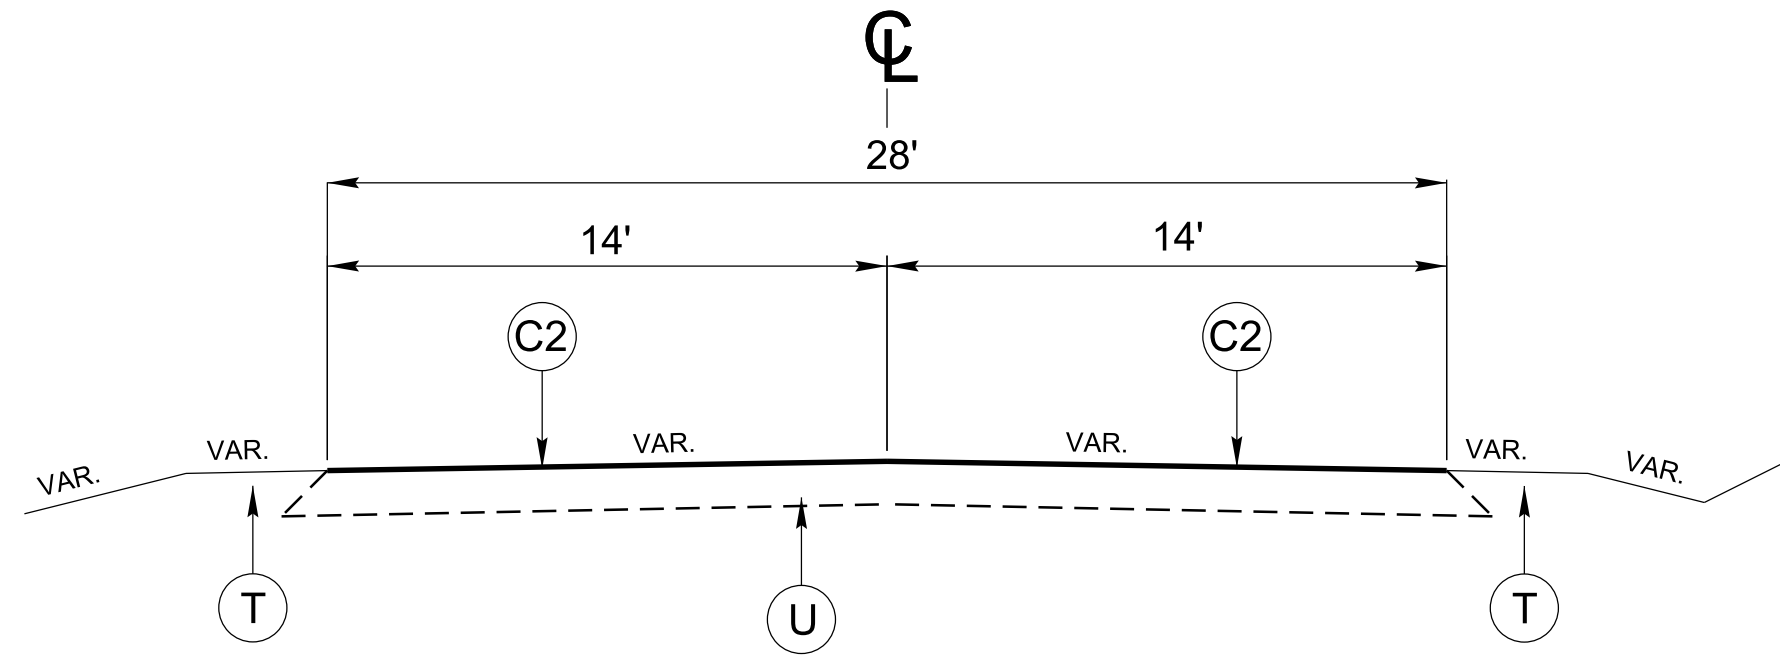 ℄
28'
14' 14'
C2 C2
VAR. VAR. VAR. VAR. VAR. VAR.
T U T